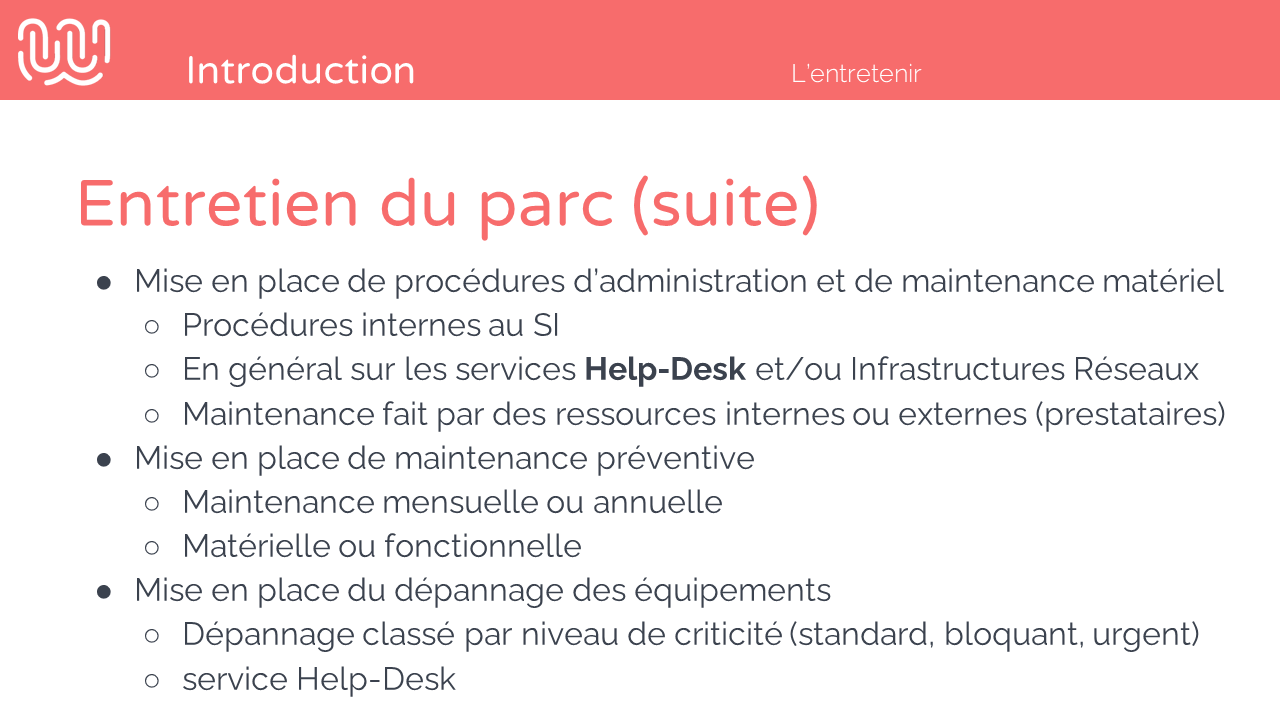 Introduction
L’entretenir
Entretien du parc (suite)
● Mise en place de procédures d’administration et de maintenance matériel
○ Procédures internes au SI
○ En général sur les services Help-Desk et/ou Infrastructures Réseaux
○ Maintenance fait par des ressources internes ou externes (prestataires)
● Mise en place de maintenance préventive
○ Maintenance mensuelle ou annuelle
○ Matérielle ou fonctionnelle
● Mise en place du dépannage des équipements
○ Dépannage classé par niveau de criticité (standard, bloquant, urgent)
○ service Help-Desk